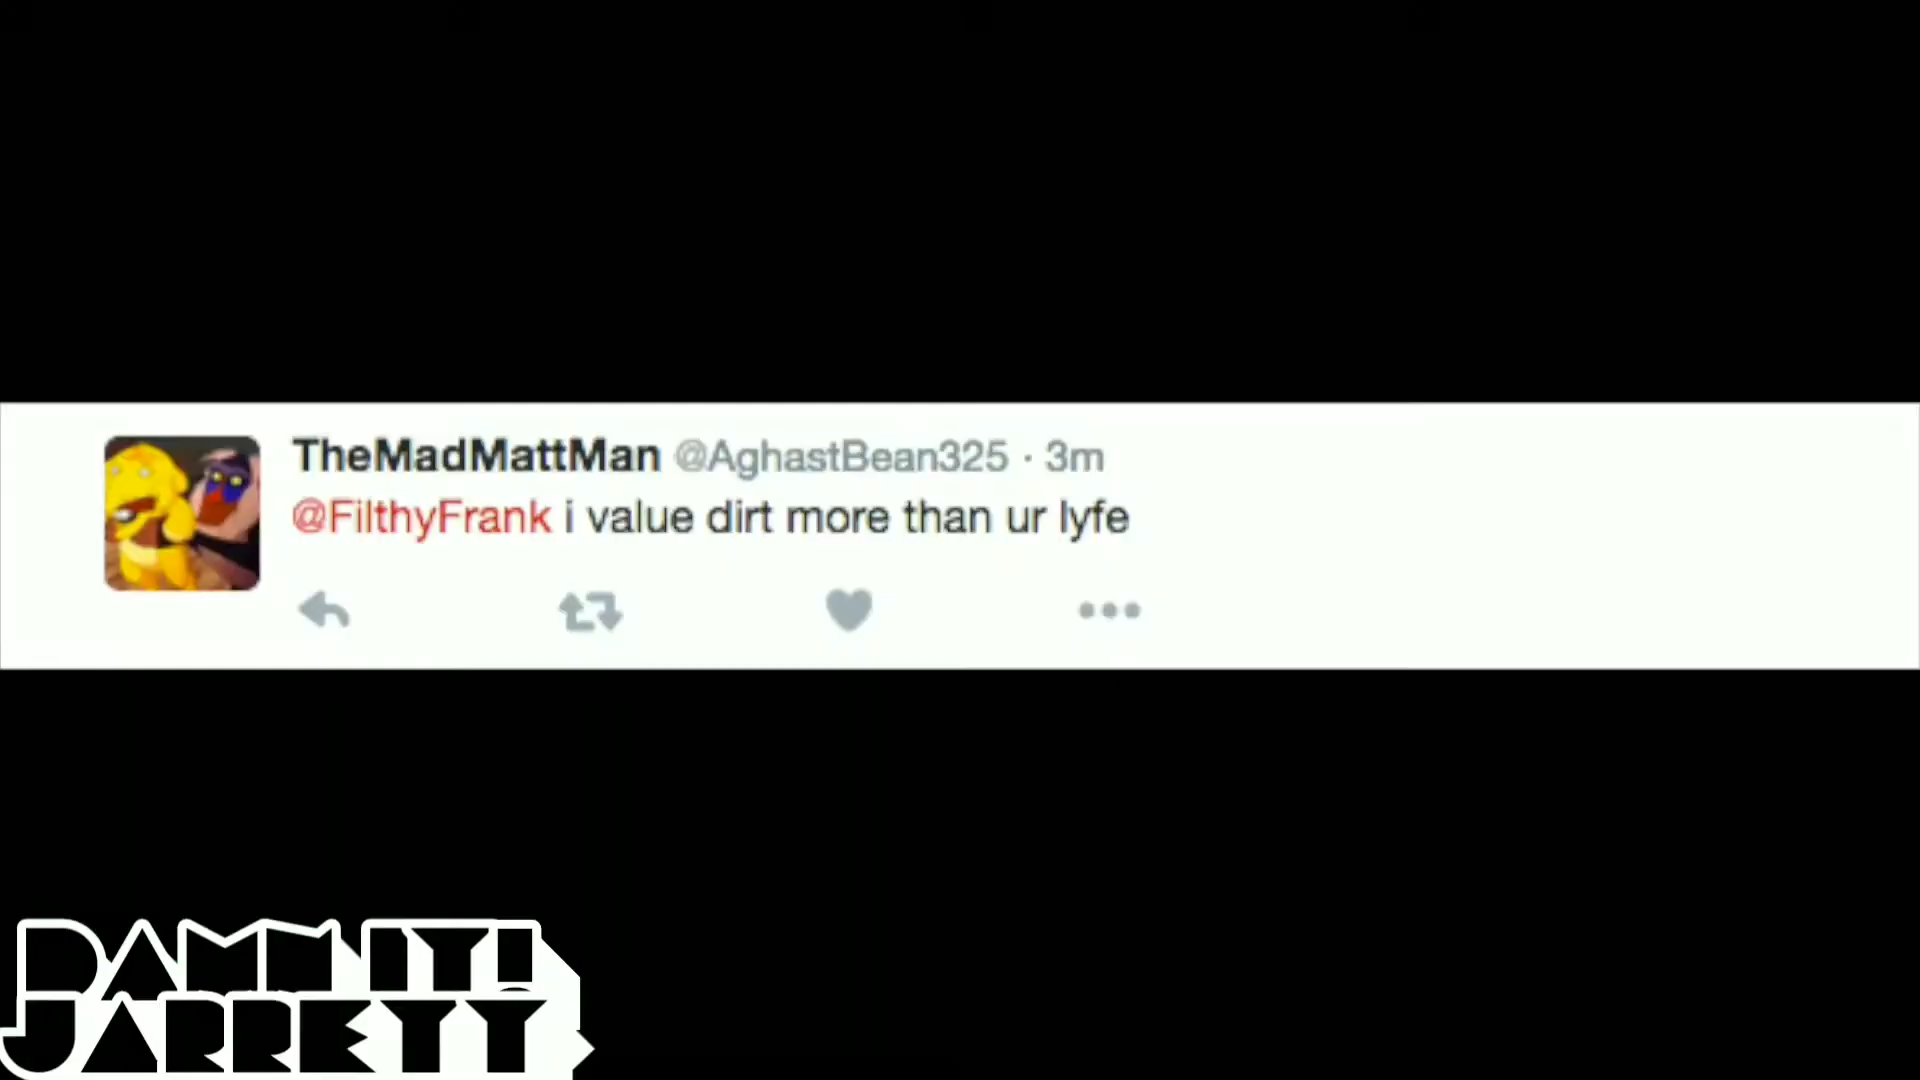 TheMadMattMan @AghastBean325 · 3m
@FilthyFrank i value dirt more than ur lyfe
DAMN IT!
JARRETT